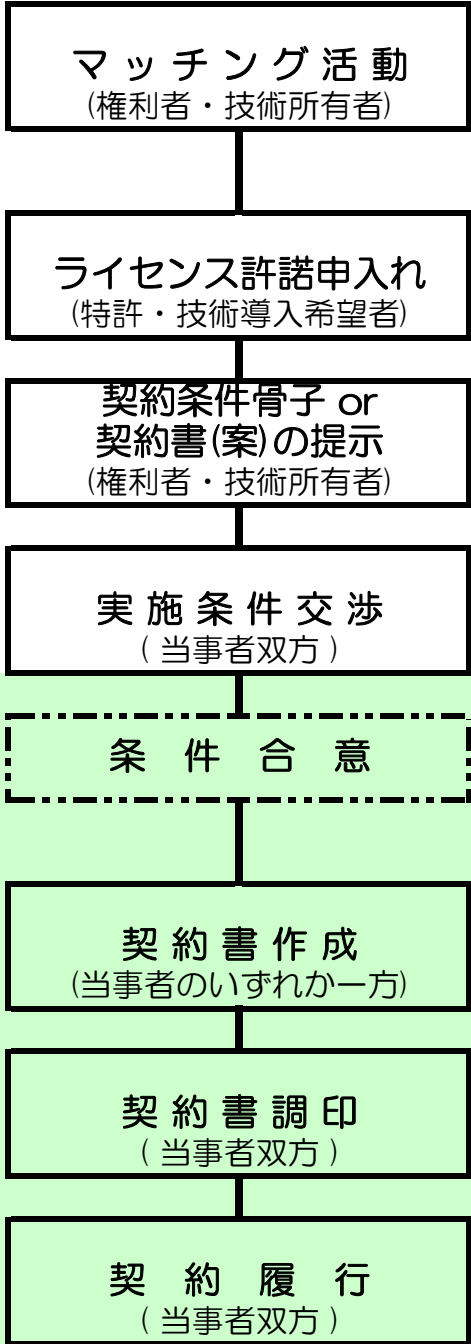 マッチング活動
(権利者・技術所有者)
ライセンス許諾申入れ
(特許・技術導入希望者)
契約条件骨子 or
契約書(案)の提示
(権利者・技術所有者)
実施条件交渉
( 当事者双方 )
条件合意
契約書作成
(当事者のいずれか一方)
契約書調印
( 当事者双方 )
契約履行
( 当事者双方 )